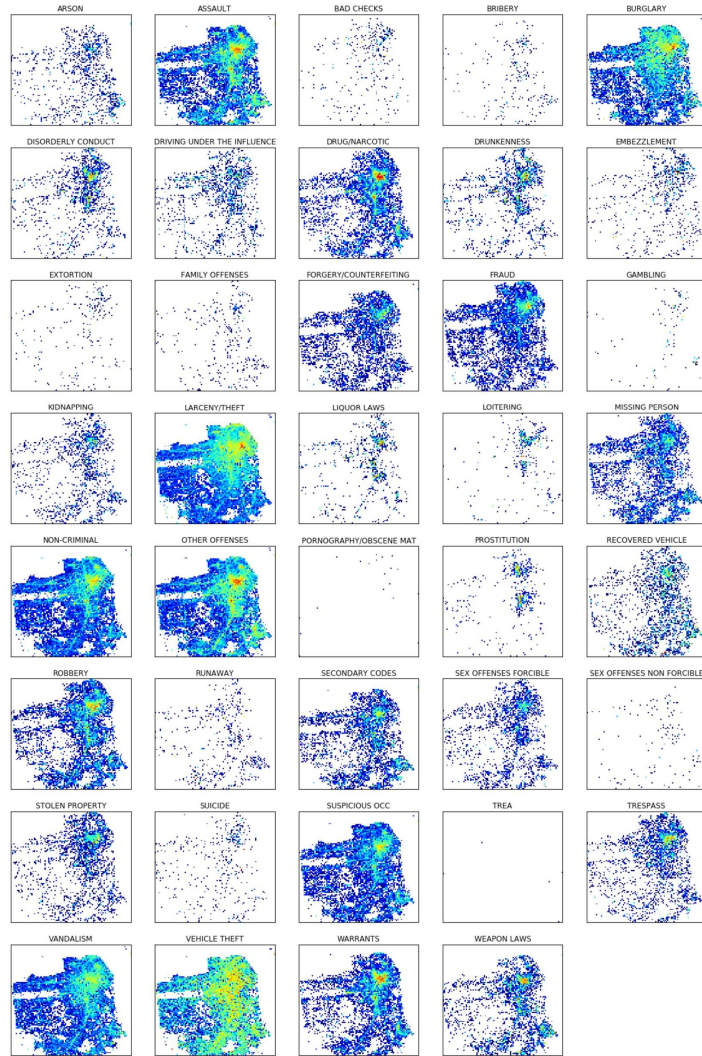 ARSON
ASSAULT
BAD CHECKS
BRIBERY
BURGLARY
DISORDERLY CONDUCT
DRIVING UNDER THE INFLUENCE
DRUG/NARCOTIC
DRUNKENNESS
EMBEZZLEMENT
EXTORTION
FAMILY OFFENSES
FORGERY/COUNTERFEITING
FRAUD
GAMBLING
KIDNAPPING
LARCENY/THEFT
LIQUOR LAWS
LOITERING
MISSING PERSON
NON-CRIMINAL
OTHER OFFENSES
PORNOGRAPHY/OBSCENE MAT
PROSTITUTION
RECOVERED VEHICLE
ROBBERY
RUNAWAY
SECONDARY CODES
SEX OFFENSES FORCIBLE
SEX OFFENSES NON FORCIBLE
STOLEN PROPERTY
SUICIDE
SUSPICIOUS OCC
TREA
TRESPASS
VANDALISM
VEHICLE THEFT
WARRANTS
WEAPON LAWS